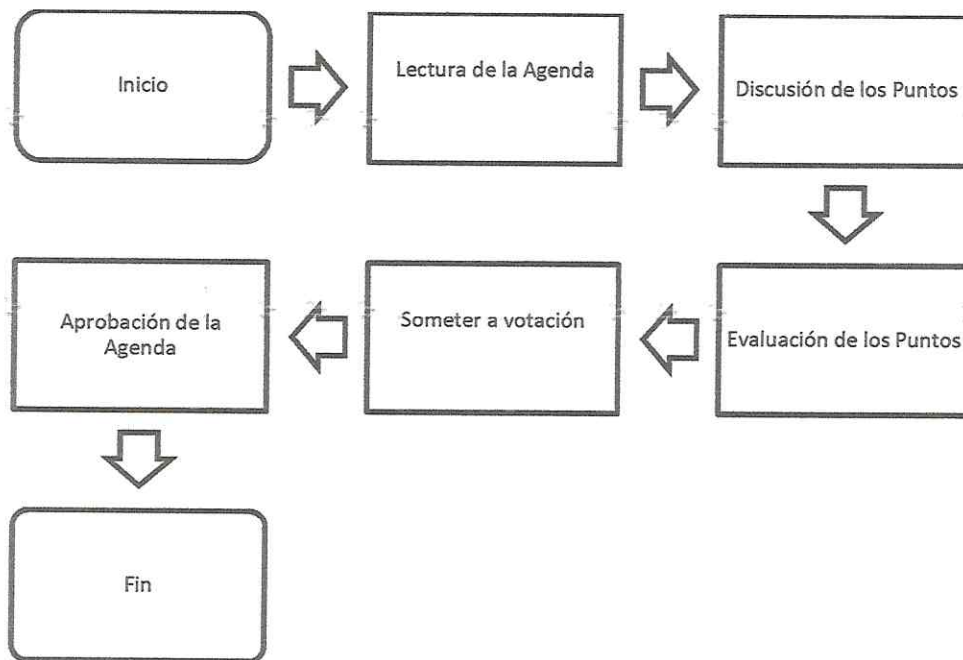 Inicio
Lectura de la Agenda
Discusión de los Puntos
Evaluación de los Puntos
Someter a votación
Aprobación de la
Agenda
Fin